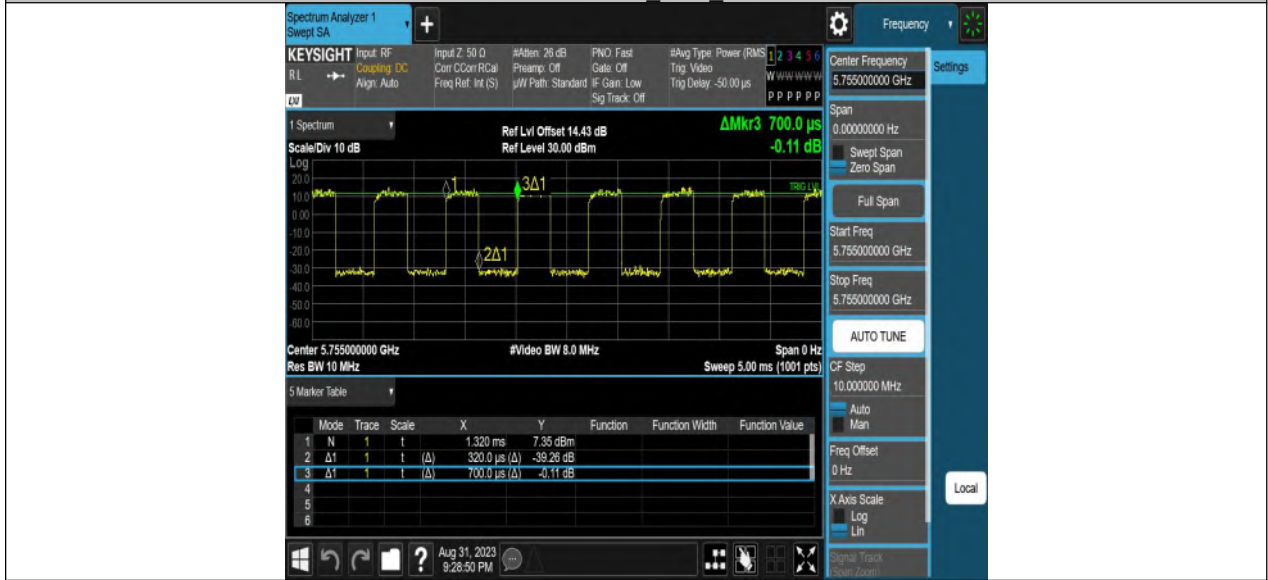 Spectrum Analyzer 1
Swept SA
+
Frequency
KEYSIGHT
RL
LXI
Input: RF
Coupling: DC
Align: Auto
Input Z: 50 Ω
Corr CCorr RCal
Freq Ref: Int (S)
#Atten: 26 dB
Preamp: Off
µW Path: Standard
PNO: Fast
Gate: Off
IF Gain: Low
Sig Track: Off
#Avg Type: Power (RMS
Trig: Video
Trig Delay: -50.00 µs
1 2 3 4 5 6
W W W W W W
P P P P P P
Center Frequency
5.755000000 GHz
Settings
1 Spectrum
Scale/Div 10 dB
Ref Lvl Offset 14.43 dB
Ref Level 30.00 dBm
ΔMkr3 700.0 µs
-0.11 dB
Span
0.00000000 Hz
Swept Span
Zero Span
Full Span
Log
20.0
10.0
0.00
-10.0
-20.0
-30.0
-40.0
-50.0
-60.0
1
3Δ1
2Δ1
TRIG LVL
Start Freq
5.755000000 GHz
Stop Freq
5.755000000 GHz
AUTO TUNE
Center 5.755000000 GHz
Res BW 10 MHz
#Video BW 8.0 MHz
Span 0 Hz
Sweep 5.00 ms (1001 pts)
CF Step
10.000000 MHz
Auto
Man
5 Marker Table
Mode Trace Scale X Y Function Function Width Function Value
1 N 1 t 1.320 ms 7.35 dBm
2 Δ1 1 t (Δ) 320.0 µs (Δ) -39.26 dB
3 Δ1 1 t (Δ) 700.0 µs (Δ) -0.11 dB
4
5
6
Freq Offset
0 Hz
X Axis Scale
Log
Lin
Local
Signal Track
(Span Zoom)
?
Aug 31, 2023
9:28:50 PM